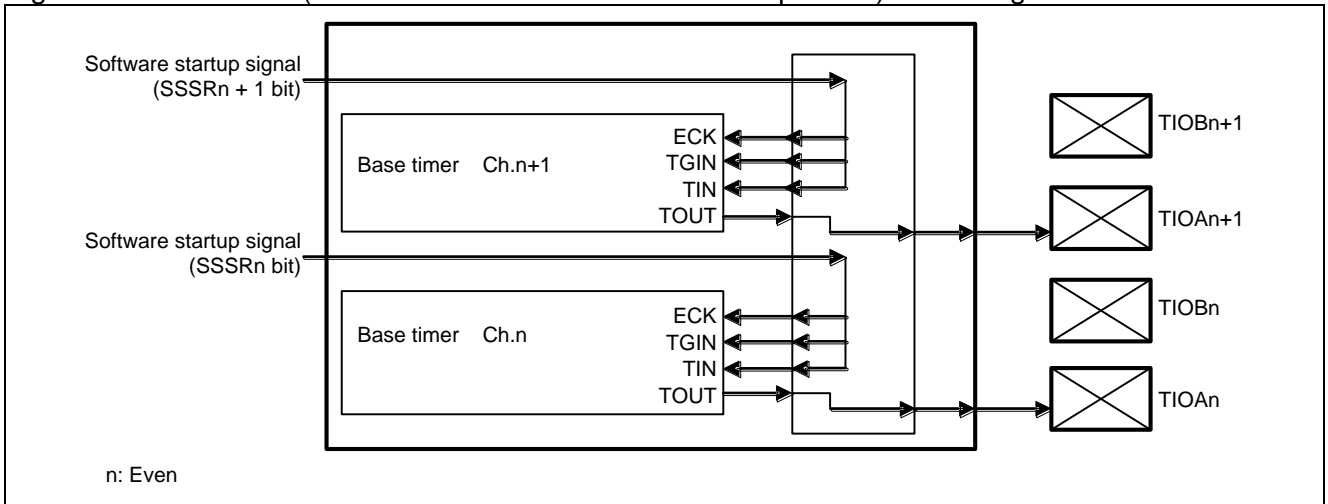 Software startup signal
(SSSRn + 1 bit)
Base timer Ch.n+1
ECK
TGIN
TIN
TOUT
TIOBn+1
TIOAn+1
Software startup signal
(SSSRn bit)
Base timer Ch.n
ECK
TGIN
TIN
TOUT
TIOBn
TIOAn
n: Even